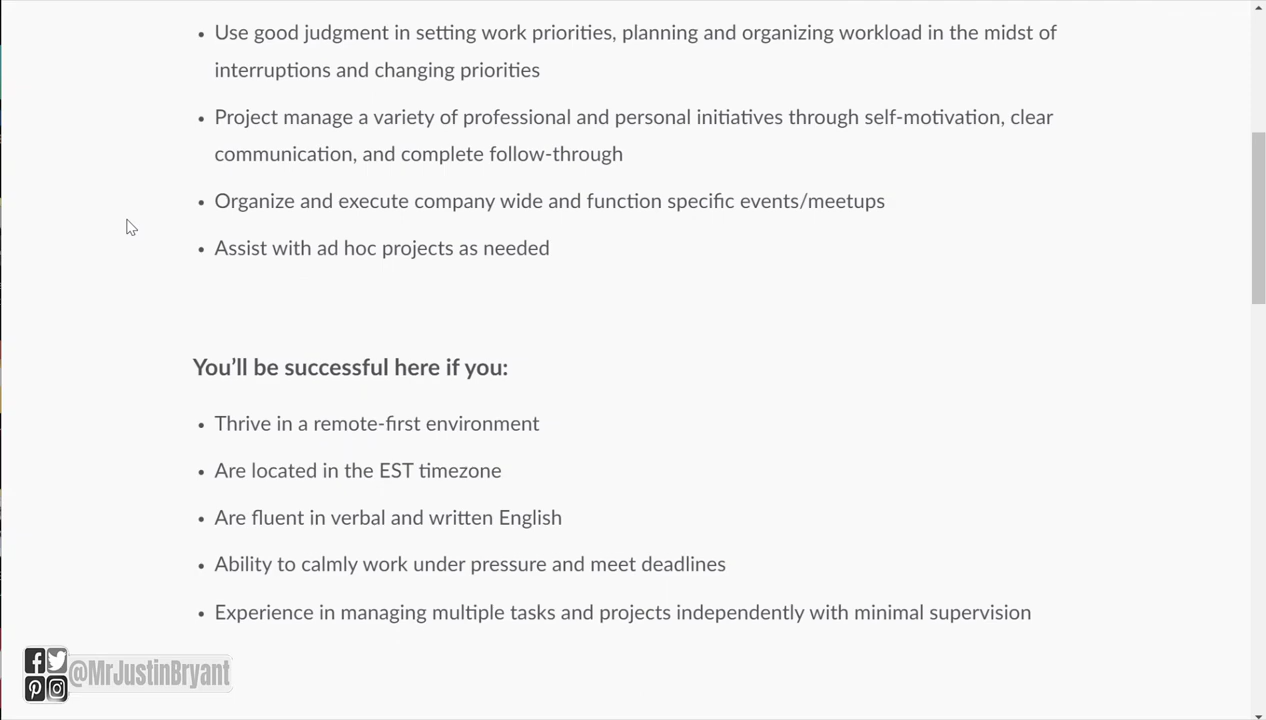 • Use good judgment in setting work priorities, planning and organizing workload in the midst of
interruptions and changing priorities
• Project manage a variety of professional and personal initiatives through self-motivation, clear
communication, and complete follow-through
• Organize and execute company wide and function specific events/meetups
• Assist with ad hoc projects as needed
You’ll be successful here if you:
• Thrive in a remote-first environment
• Are located in the EST timezone
• Are fluent in verbal and written English
• Ability to calmly work under pressure and meet deadlines
• Experience in managing multiple tasks and projects independently with minimal supervision
@MrJustinBryant